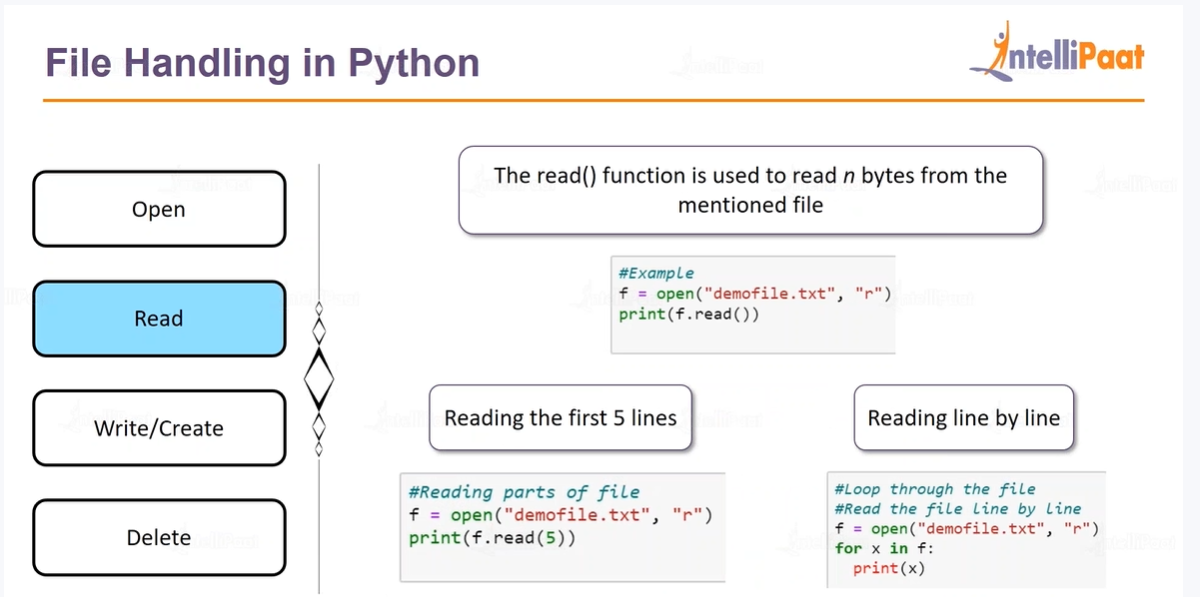 File Handling in Python
IntelliPaat
Open
Read
Write/Create
Delete
The read() function is used to read n bytes from the
mentioned file
#Example
f = open("demofile.txt", "r")
print(f.read())
Reading the first 5 lines
#Reading parts of file
f = open("demofile.txt", "r")
print(f.read(5))
Reading line by line
#Loop through the file
#Read the file line by line
f = open("demofile.txt", "r")
for x in f:
  print(x)